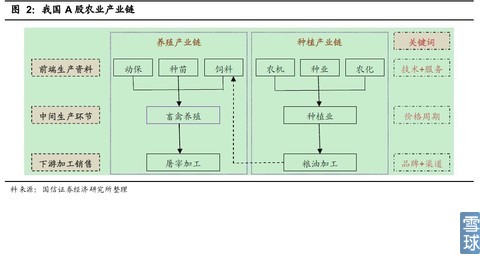 图 2：我国 A 股农业产业链
养殖产业链 种植产业链 关键词
前端生产资料 动保 种苗 饲料 农机 种业 农化 技术+服务
中间生产环节 畜禽养殖 种植业 价格周期
下游加工销售 屠宰加工 粮油加工 品牌+渠道
料来源：国信证券经济研究所整理
雪球